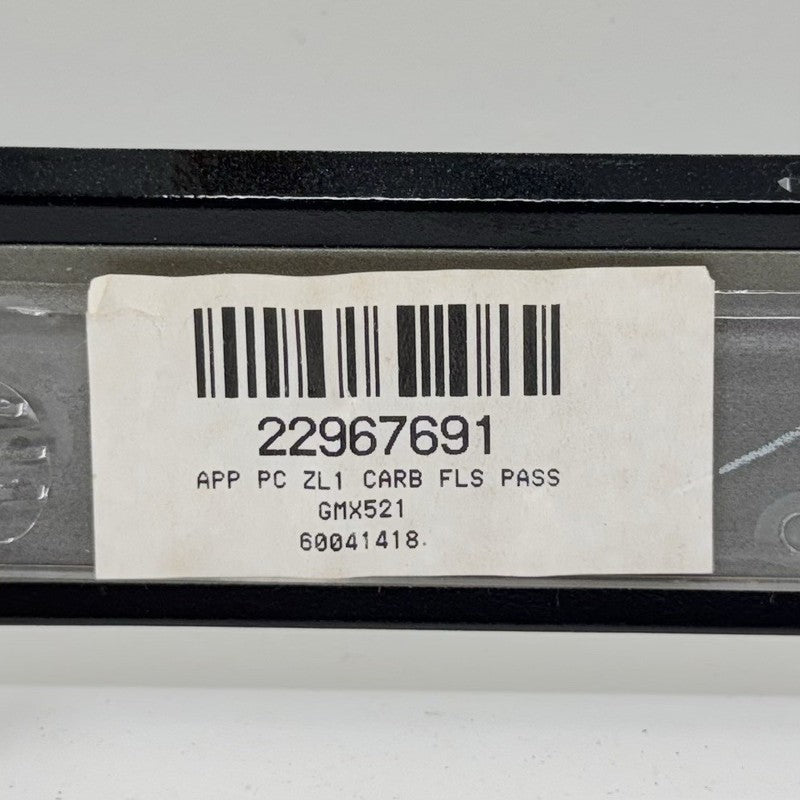 22967691
APP PC ZL1 CARB FLS PASS
GMX521
60041418